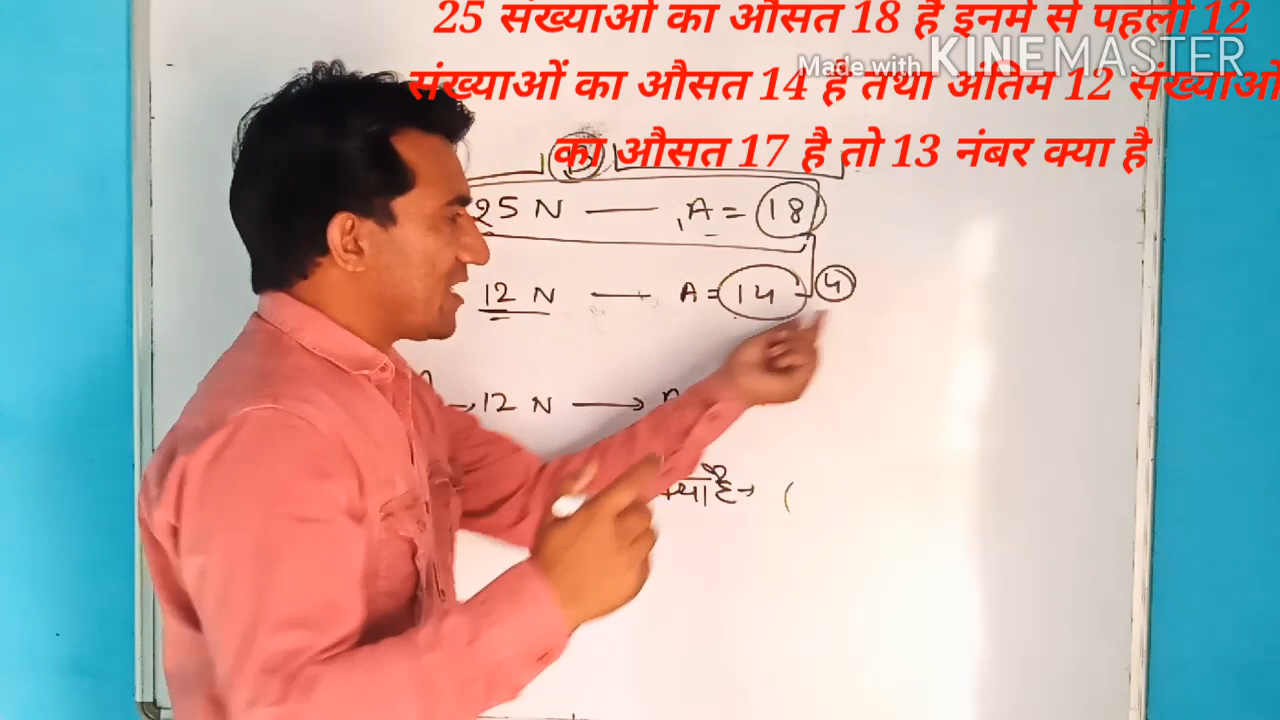 25 संख्याओं का औसत 18 है इनमें से पहली 12
Made with KINEMASTER
संख्याओं का औसत 14 है तथा अंतिम 12 संख्याओं
का औसत 17 है तो 13 नंबर क्या है
25 N — A = 18
12 N — A = 14 4
12 N →
क्या है →